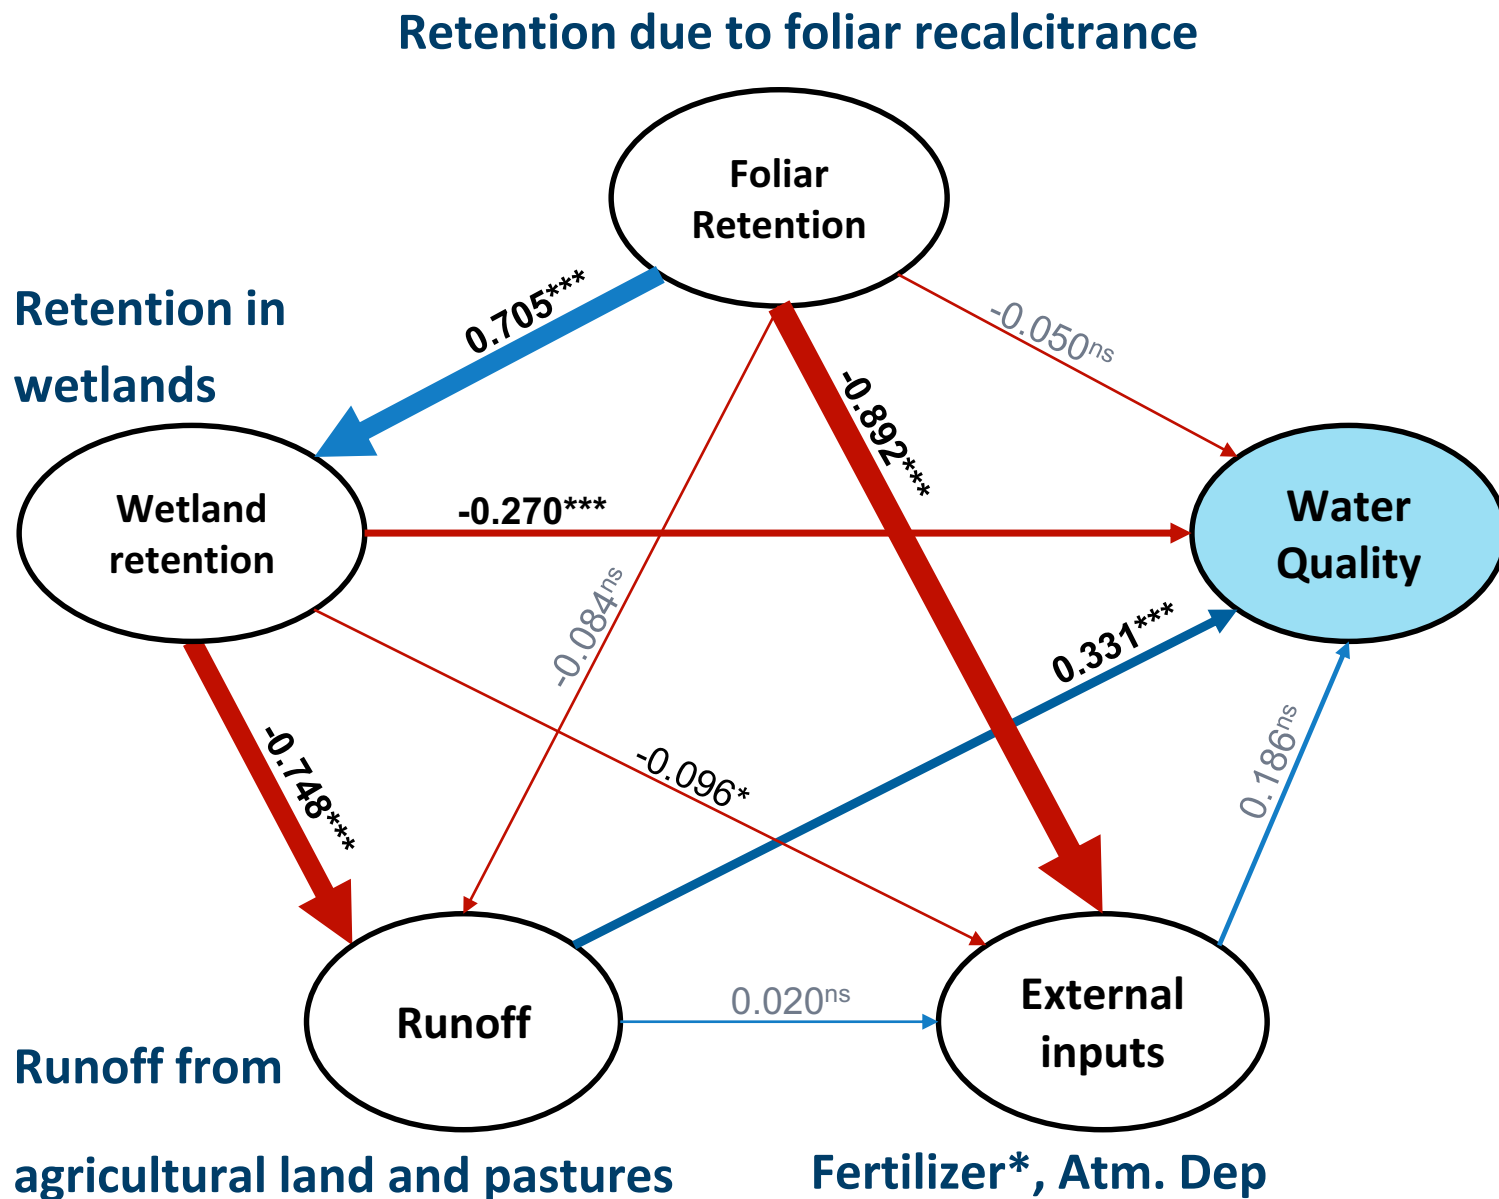 Retention due to foliar recalcitrance
Foliar
Retention
0.705***
-0.050ns
Retention in
wetlands
-0.892***
Wetland
retention
-0.270***
Water
Quality
-0.084ns
0.331***
-0.748***
-0.096*
0.186ns
Runoff
0.020ns
External
inputs
Runoff from
agricultural land and pastures
Fertilizer*, Atm. Dep